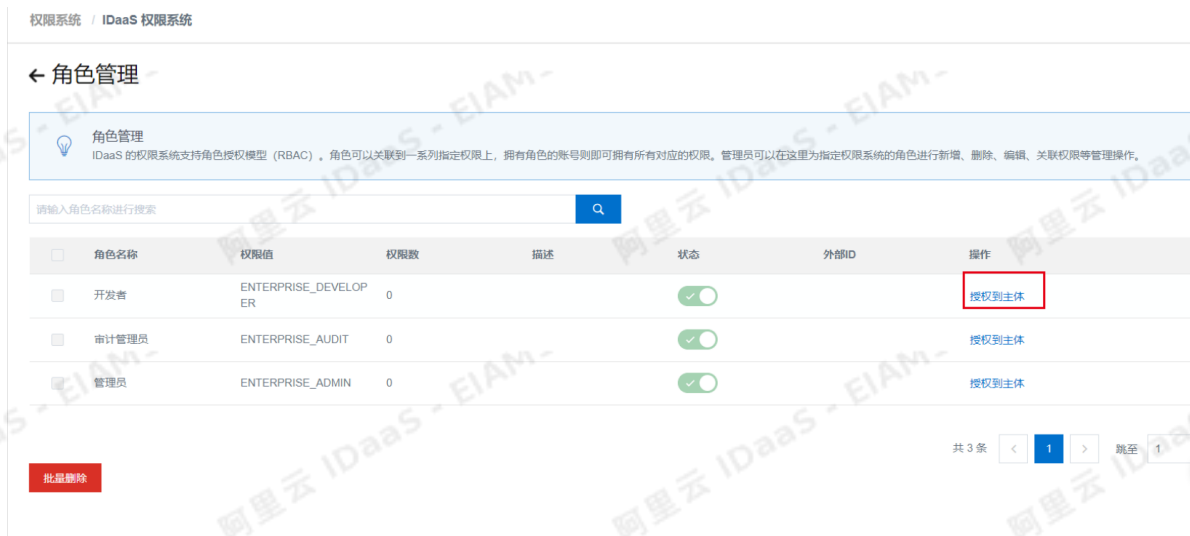 权限系统 / IDaaS 权限系统
← 角色管理
角色管理
IDaaS 的权限系统支持角色授权模型（RBAC）。角色可以关联到一系列指定权限上，拥有角色的账号则即可拥有所有对应的权限。管理员可以在这里为指定权限系统的角色进行新增、删除、编辑、关联权限等管理操作。
请输入角色名称进行搜索
角色名称 权限值 权限数 描述 状态 外部ID 操作
开发者 ENTERPRISE_DEVELOP 0 授权到主体
ER
审计管理员 ENTERPRISE_AUDIT 0 授权到主体
管理员 ENTERPRISE_ADMIN 0 授权到主体
共 3 条 < 1 > 跳至 1
批量删除
阿里云 IDaaS - EIAM -